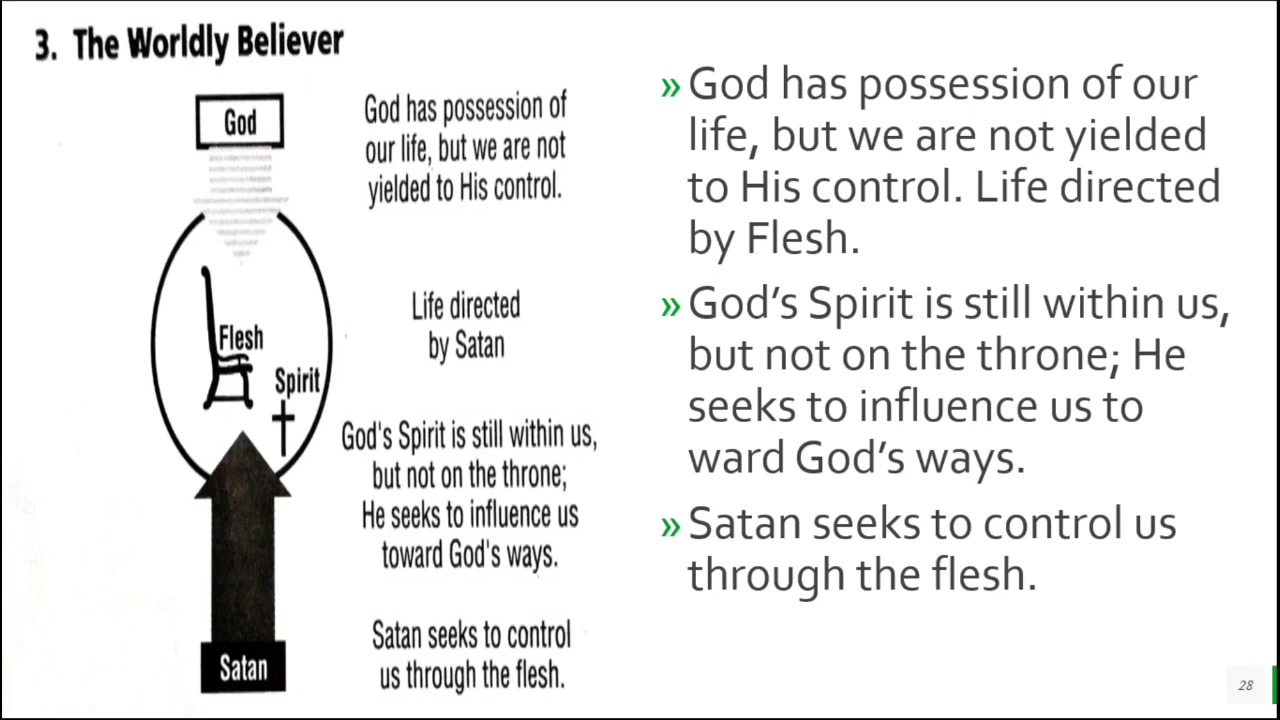 3. The Worldly Believer
God
God has possession of
our life, but we are not
yielded to His control.
Life directed
by Satan
Flesh
Spirit
God's Spirit is still within us,
but not on the throne;
He seeks to influence us
toward God's ways.
Satan seeks to control
us through the flesh.
Satan
» God has possession of our
life, but we are not yielded
to His control. Life directed
by Flesh.
» God’s Spirit is still within us,
but not on the throne; He
seeks to influence us to
ward God’s ways.
» Satan seeks to control us
through the flesh.
28